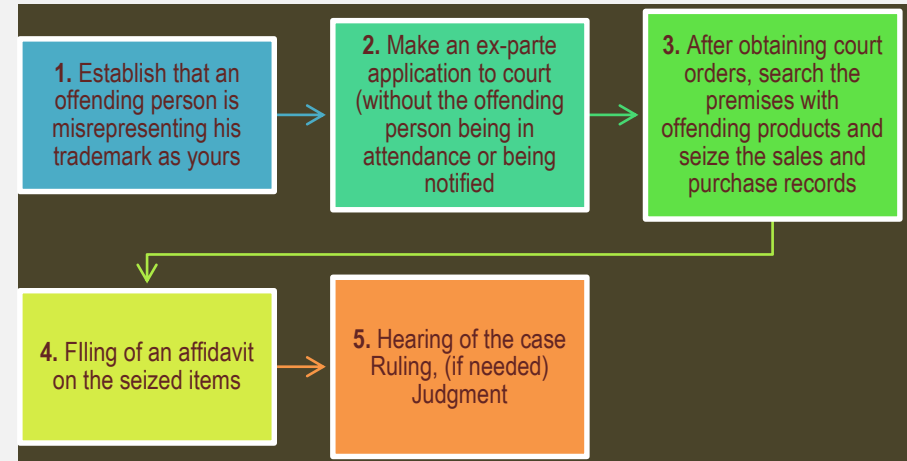 1. Establish that an
offending person is
misrepresenting his
trademark as yours
2. Make an ex-parte
application to court
(without the offending
person being in
attendance or being
notified
3. After obtaining court
orders, search the
premises with
offending products and
seize the sales and
purchase records
4. FIling of an affidavit
on the seized items
5. Hearing of the case
Ruling, (if needed)
Judgment